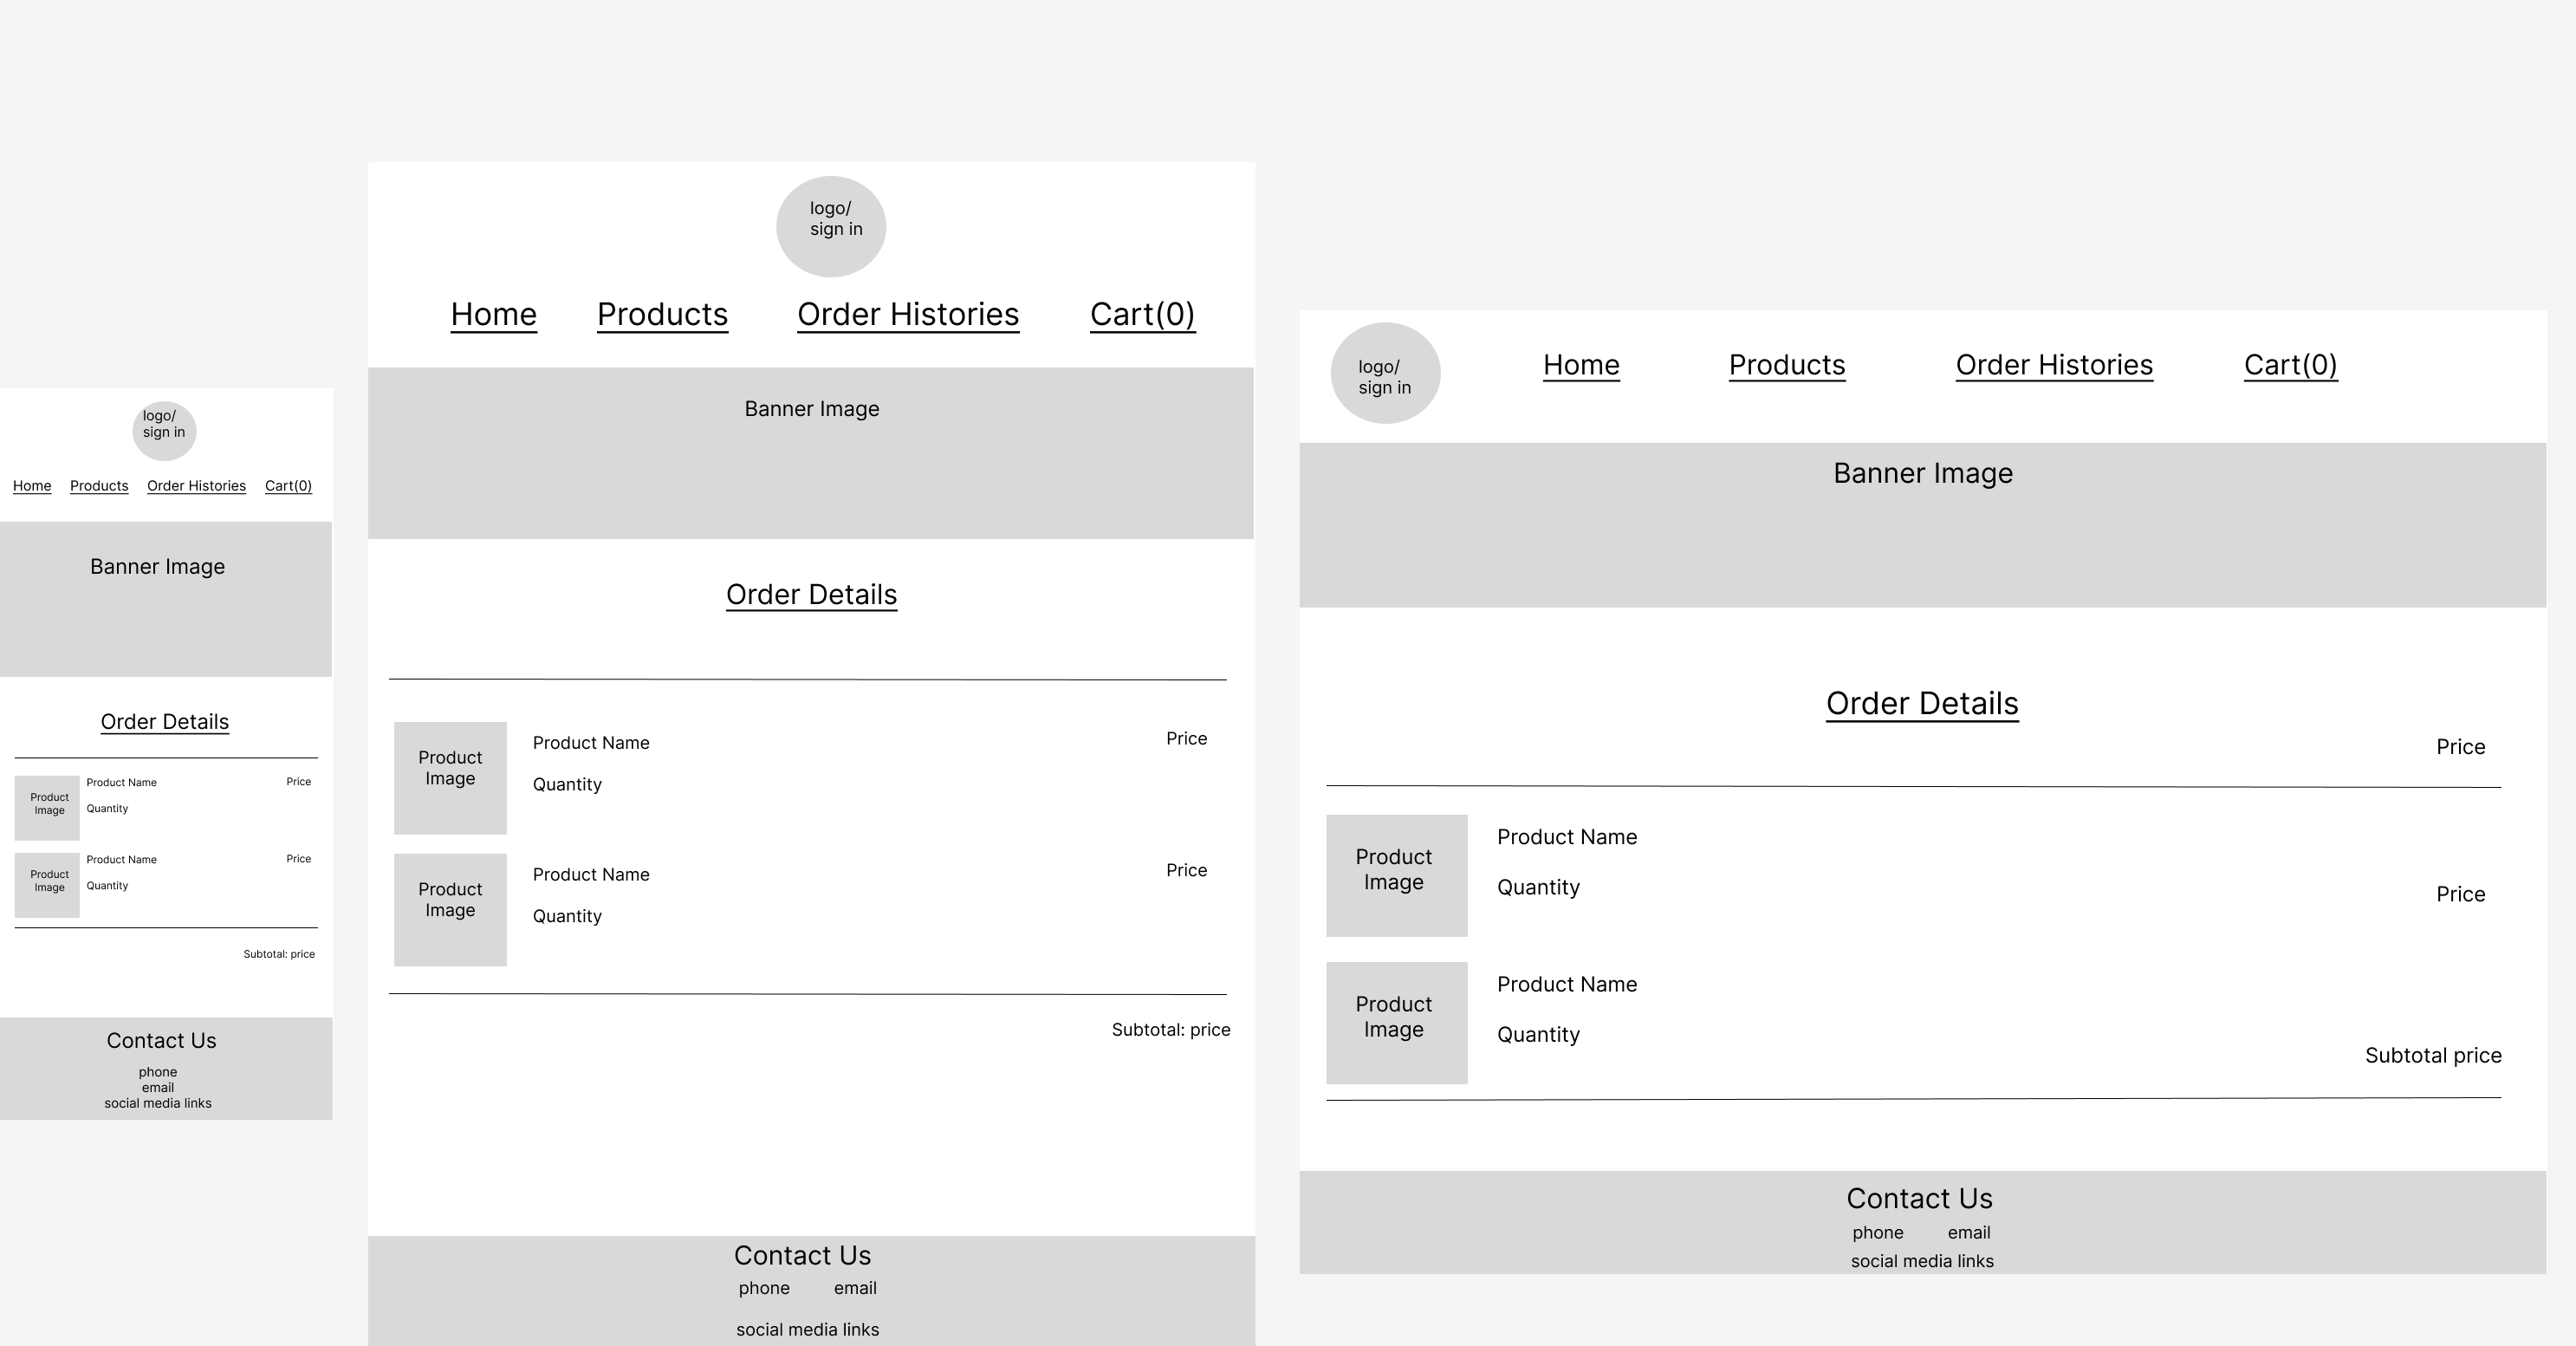 logo/
sign in
Home Products Order Histories Cart(0)
Banner Image
Order Details
Product Image
Product Name
Quantity
Price
Product Image
Product Name
Quantity
Price
Subtotal: price
Contact Us
phone
email
social media links
logo/
sign in
Home Products Order Histories Cart(0)
Banner Image
Order Details
Product
Image
Product Name
Quantity
Price
Product
Image
Product Name
Quantity
Price
Subtotal: price
Contact Us
phone email
social media links
logo/
sign in
Home Products Order Histories Cart(0)
Banner Image
Order Details
Price
Product
Image
Product Name
Quantity
Price
Product
Image
Product Name
Quantity
Subtotal price
Contact Us
phone email
social media links